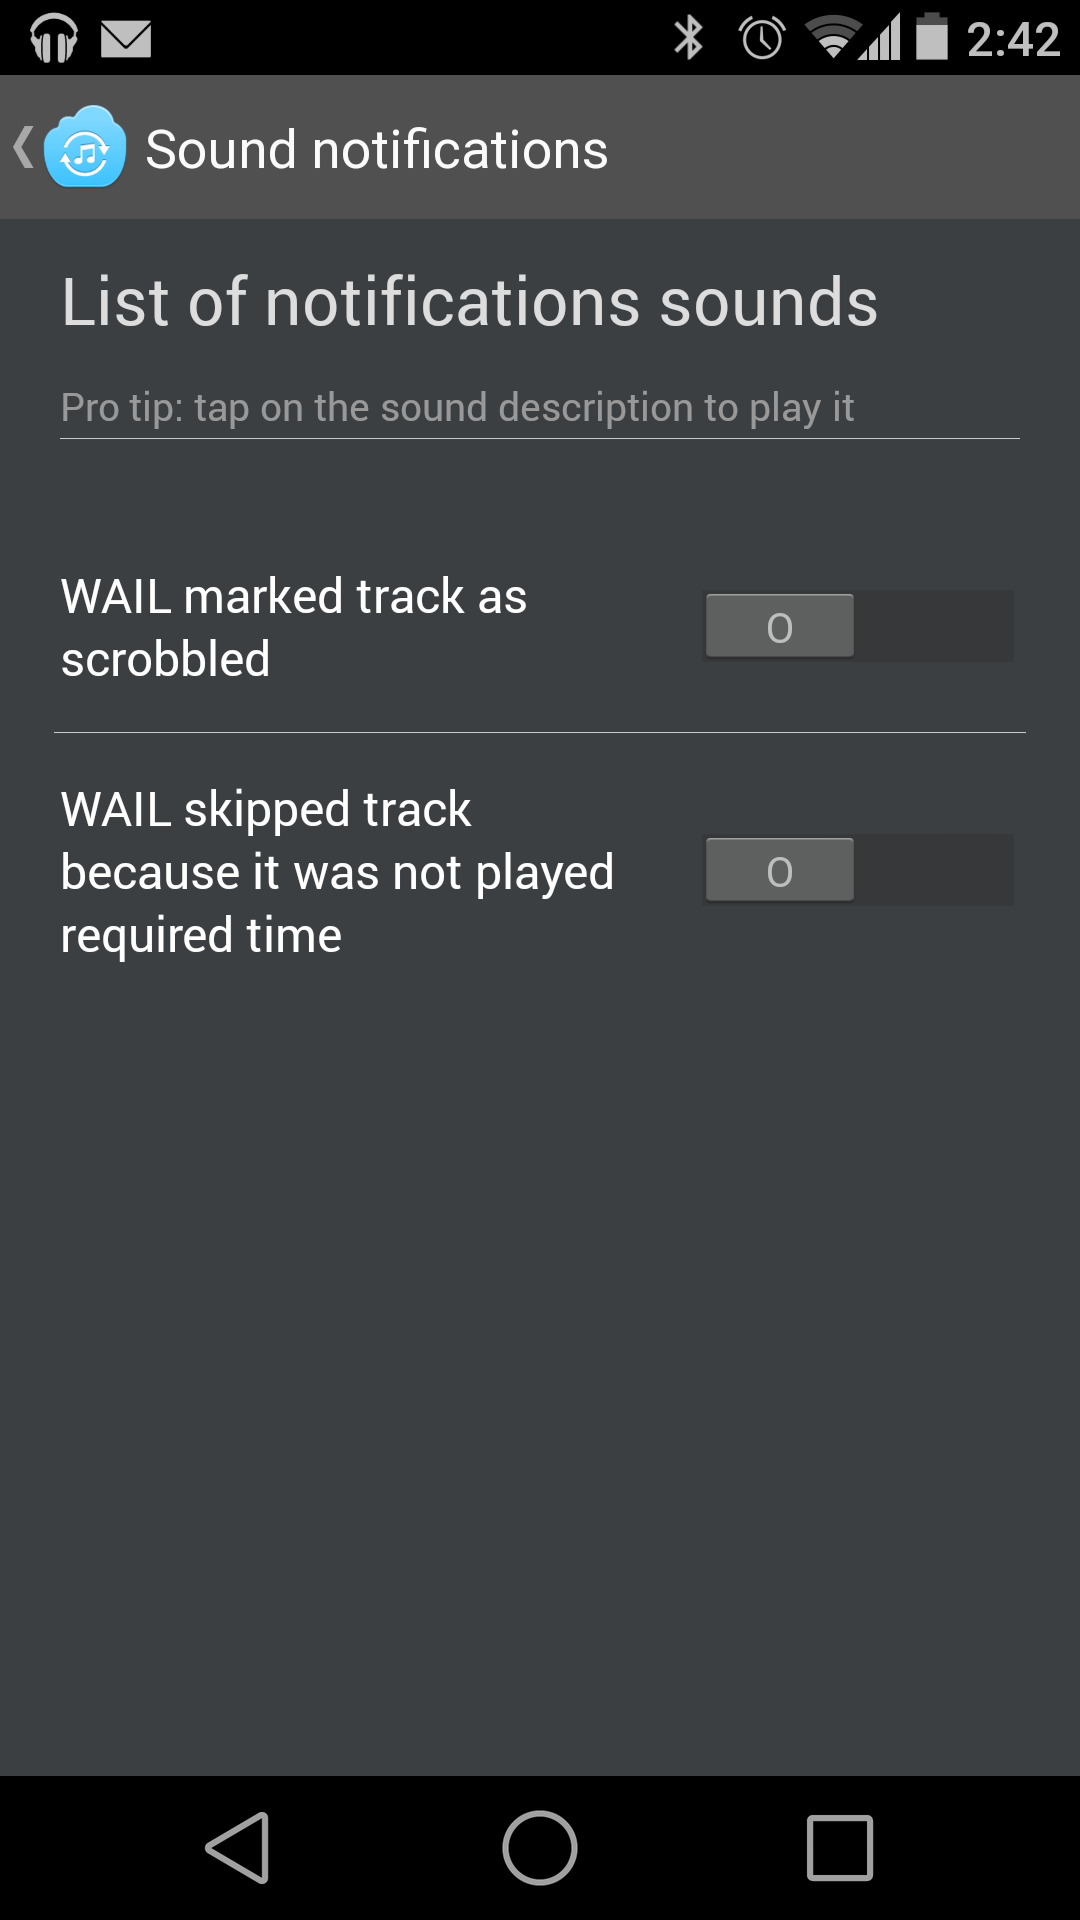 2:42
Sound notifications
List of notifications sounds
Pro tip: tap on the sound description to play it
WAIL marked track as
scrobbled
O
WAIL skipped track
because it was not played
required time
O